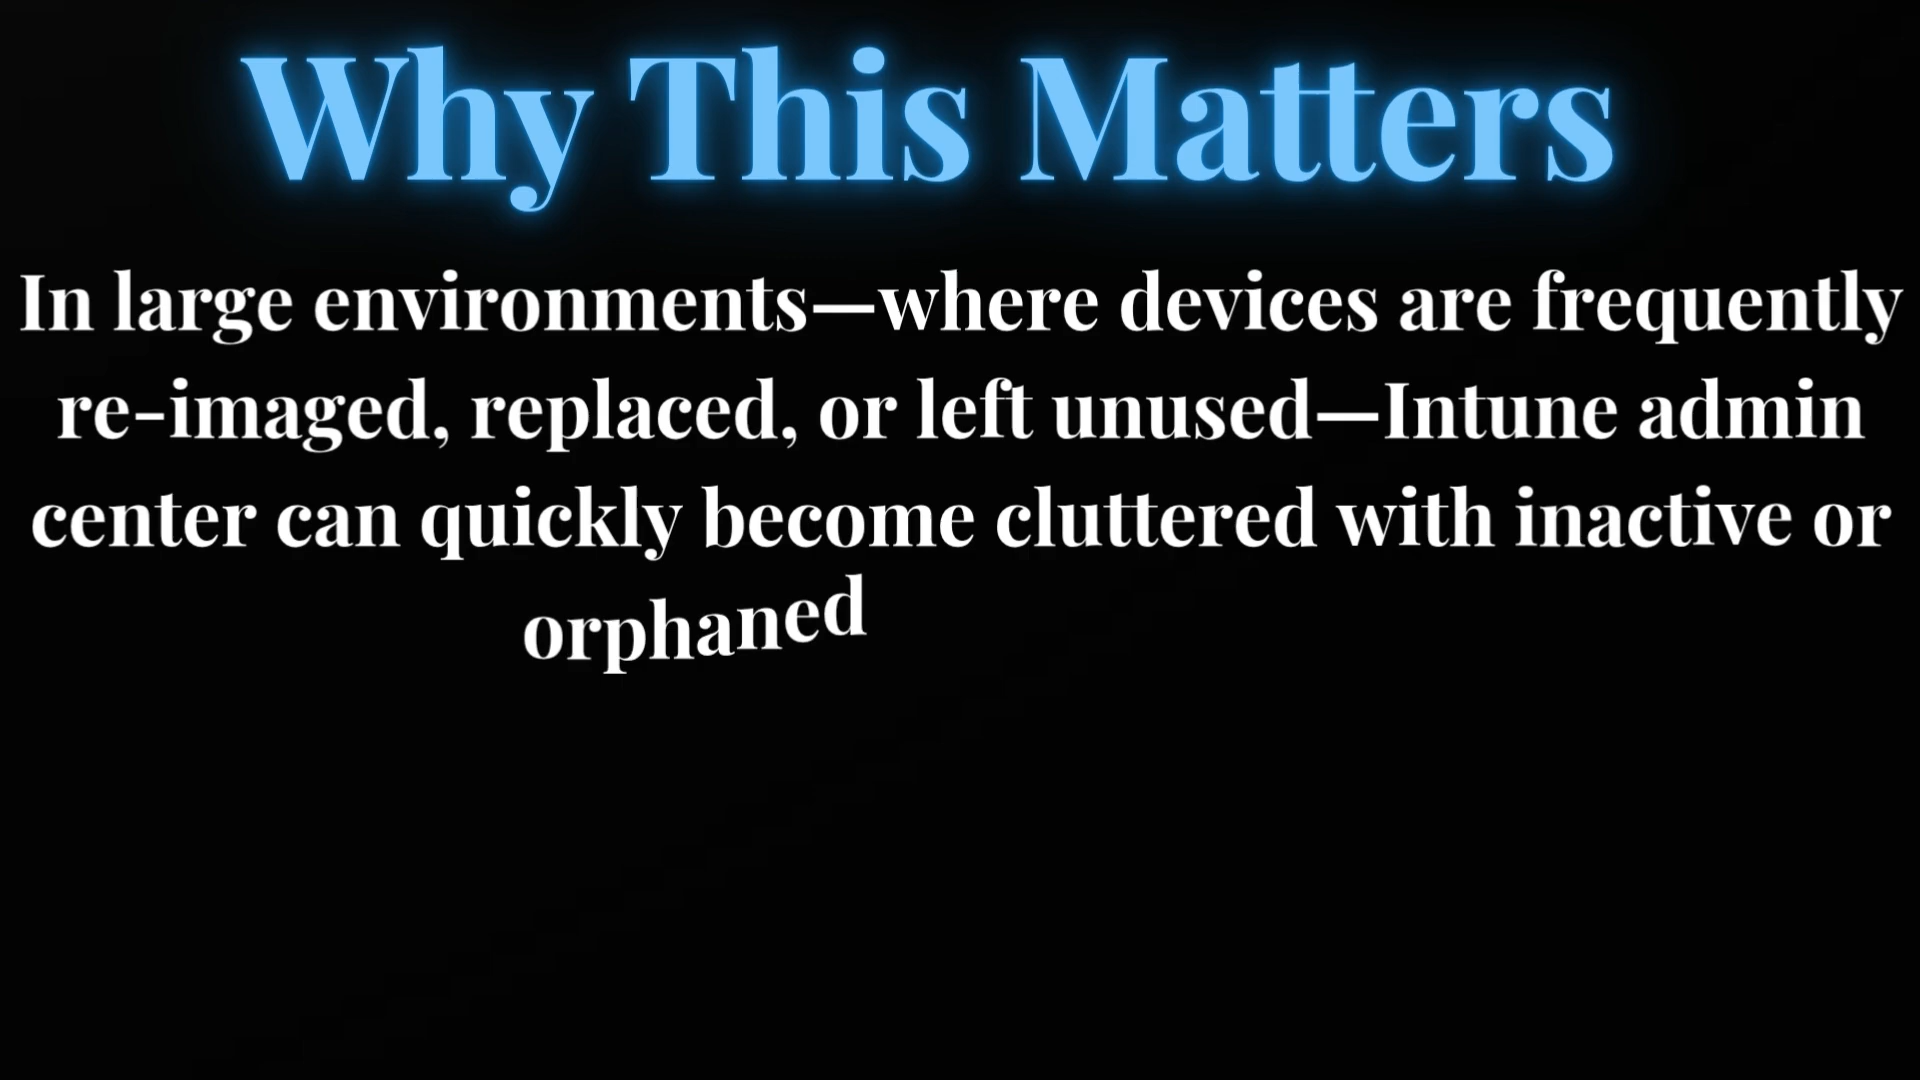 Why This Matters
In large environments—where devices are frequently
re-imaged, replaced, or left unused—Intune admin
center can quickly become cluttered with inactive or
orphaned